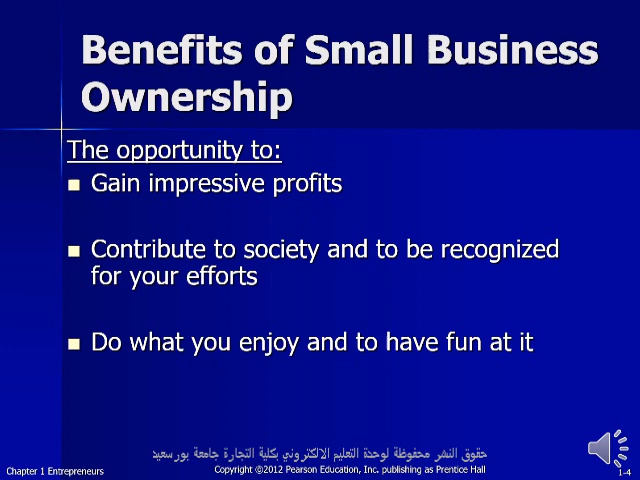 Benefits of Small Business
Ownership
The opportunity to:
Gain impressive profits
Contribute to society and to be recognized
for your efforts
Do what you enjoy and to have fun at it
حقوق النشر محفوظة لوحدة التعليم الالكتروني بكلية التجارة جامعة بورسعيد
Chapter 1 Entrepreneurs
Copyright ©2012 Pearson Education, Inc. publishing as Prentice Hall
1-4